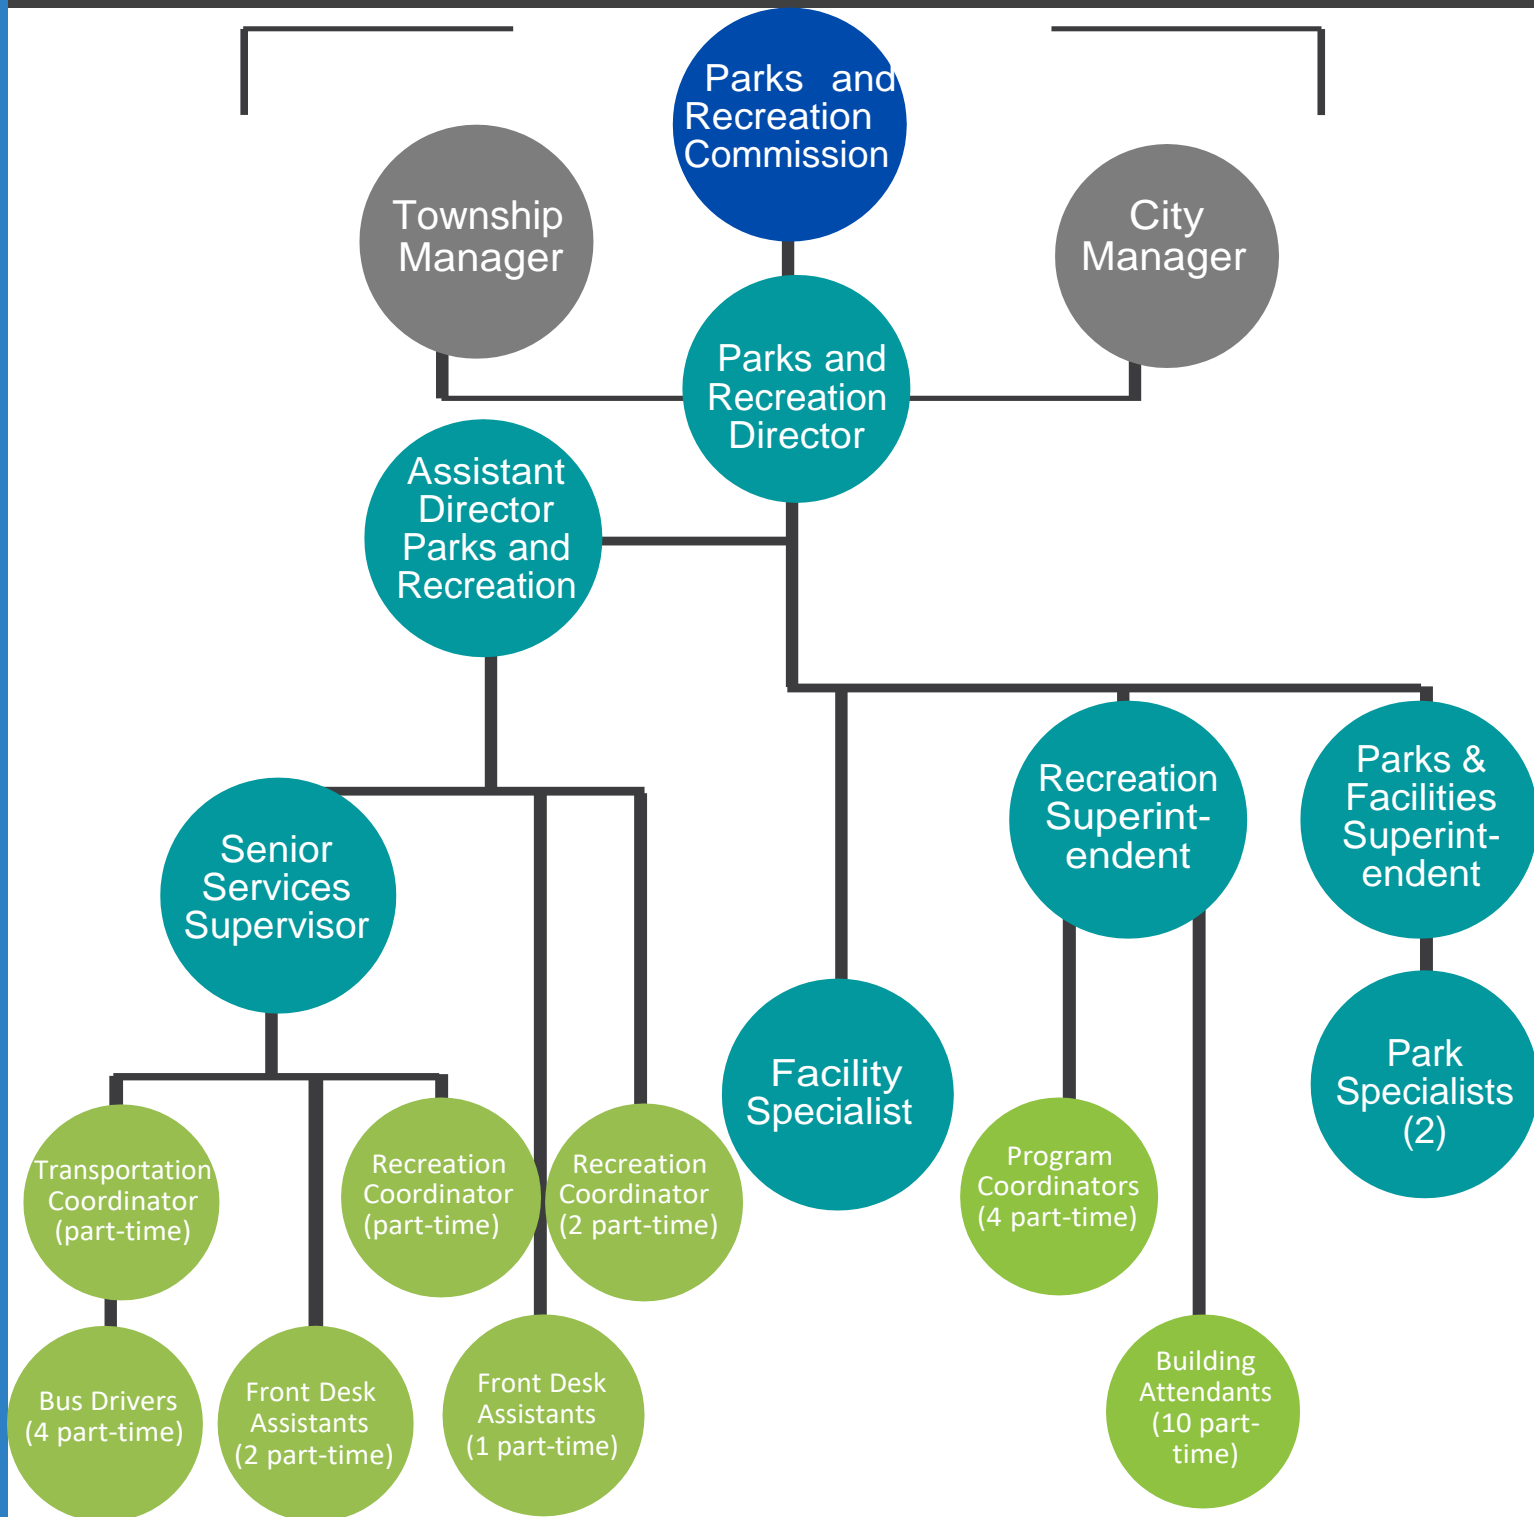 Parks and
Recreation
Commission
Township
Manager
City
Manager
Parks and
Recreation
Director
Assistant
Director
Parks and
Recreation
Senior
Services
Supervisor
Recreation
Superint-
endent
Parks &
Facilities
Superint-
endent
Facility
Specialist
Park
Specialists
(2)
Transportation
Coordinator
(part-time)
Recreation
Coordinator
(part-time)
Recreation
Coordinator
(2 part-time)
Program
Coordinators
(4 part-time)
Bus Drivers
(4 part-time)
Front Desk
Assistants
(2 part-time)
Front Desk
Assistants
(1 part-time)
Building
Attendants
(10 part-
time)